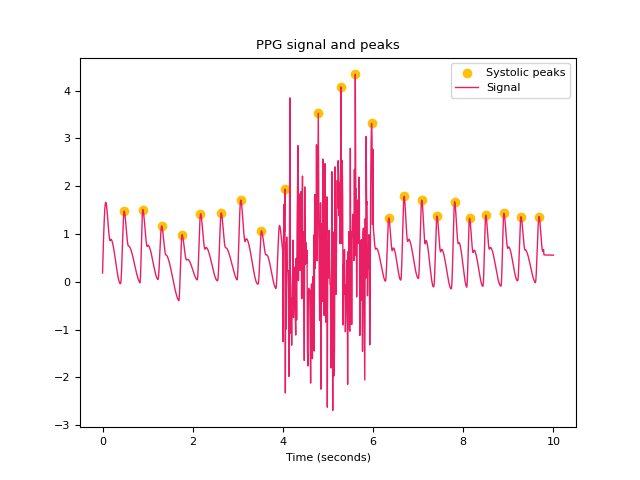 PPG signal and peaks
Systolic peaks
Signal
4
3
2
1
0
−1
−2
−3
0 2 4 6 8 10
Time (seconds)